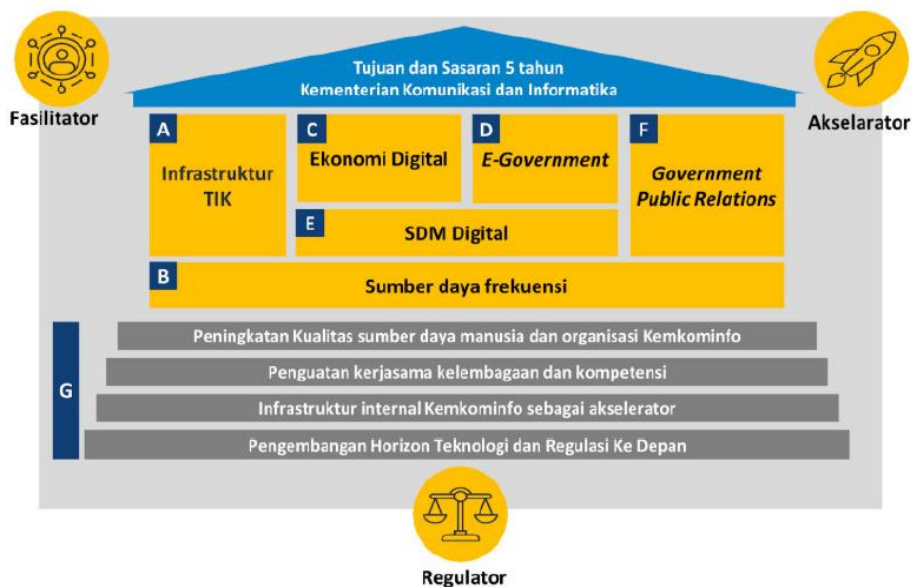 Tujuan dan Sasaran 5 tahun
Kementerian Komunikasi dan Informatika
Fasilitator
Akselarator
A
Infrastruktur
TIK
C
Ekonomi Digital
D
E-Government
F
Government
Public Relations
E
SDM Digital
B
Sumber daya frekuensi
G
Peningkatan Kualitas sumber daya manusia dan organisasi Kemkominfo
Penguatan kerjasama kelembagaan dan kompetensi
Infrastruktur internal Kemkominfo sebagai akselerator
Pengembangan Horizon Teknologi dan Regulasi Ke Depan
Regulator